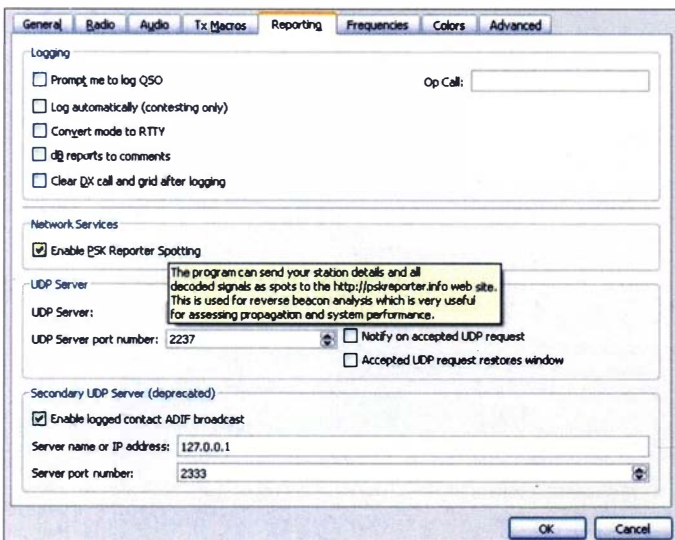 General Radio Audio Tx Macros Reporting Frequencies Colors Advanced
Logging
Prompt me to log QSO Op Call:
Log automatically (contesting only)
Convert mode to RTTY
dB reports to comments
Clear DX call and grid after logging
Network Services
Enable PSK Reporter Spotting
The program can send your station details and all
decoded signals as spots to the http://pskreporter.info web site.
This is used for reverse beacon analysis which is very useful
for assessing propagation and system performance.
UDP Server
UDP Server:
UDP Server port number: 2237 Notify on accepted UDP request
Accepted UDP request restores window
Secondary UDP Server (deprecated)
Enable logged contact ADIF broadcast
Server name or IP address: 127.0.0.1
Server port number: 2333
OK Cancel